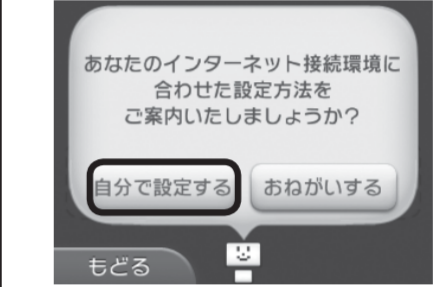 あなたのインターネット接続環境に
合わせた設定方法を
ご案内いたしましょうか?
自分で設定する
おねがいする
もどる